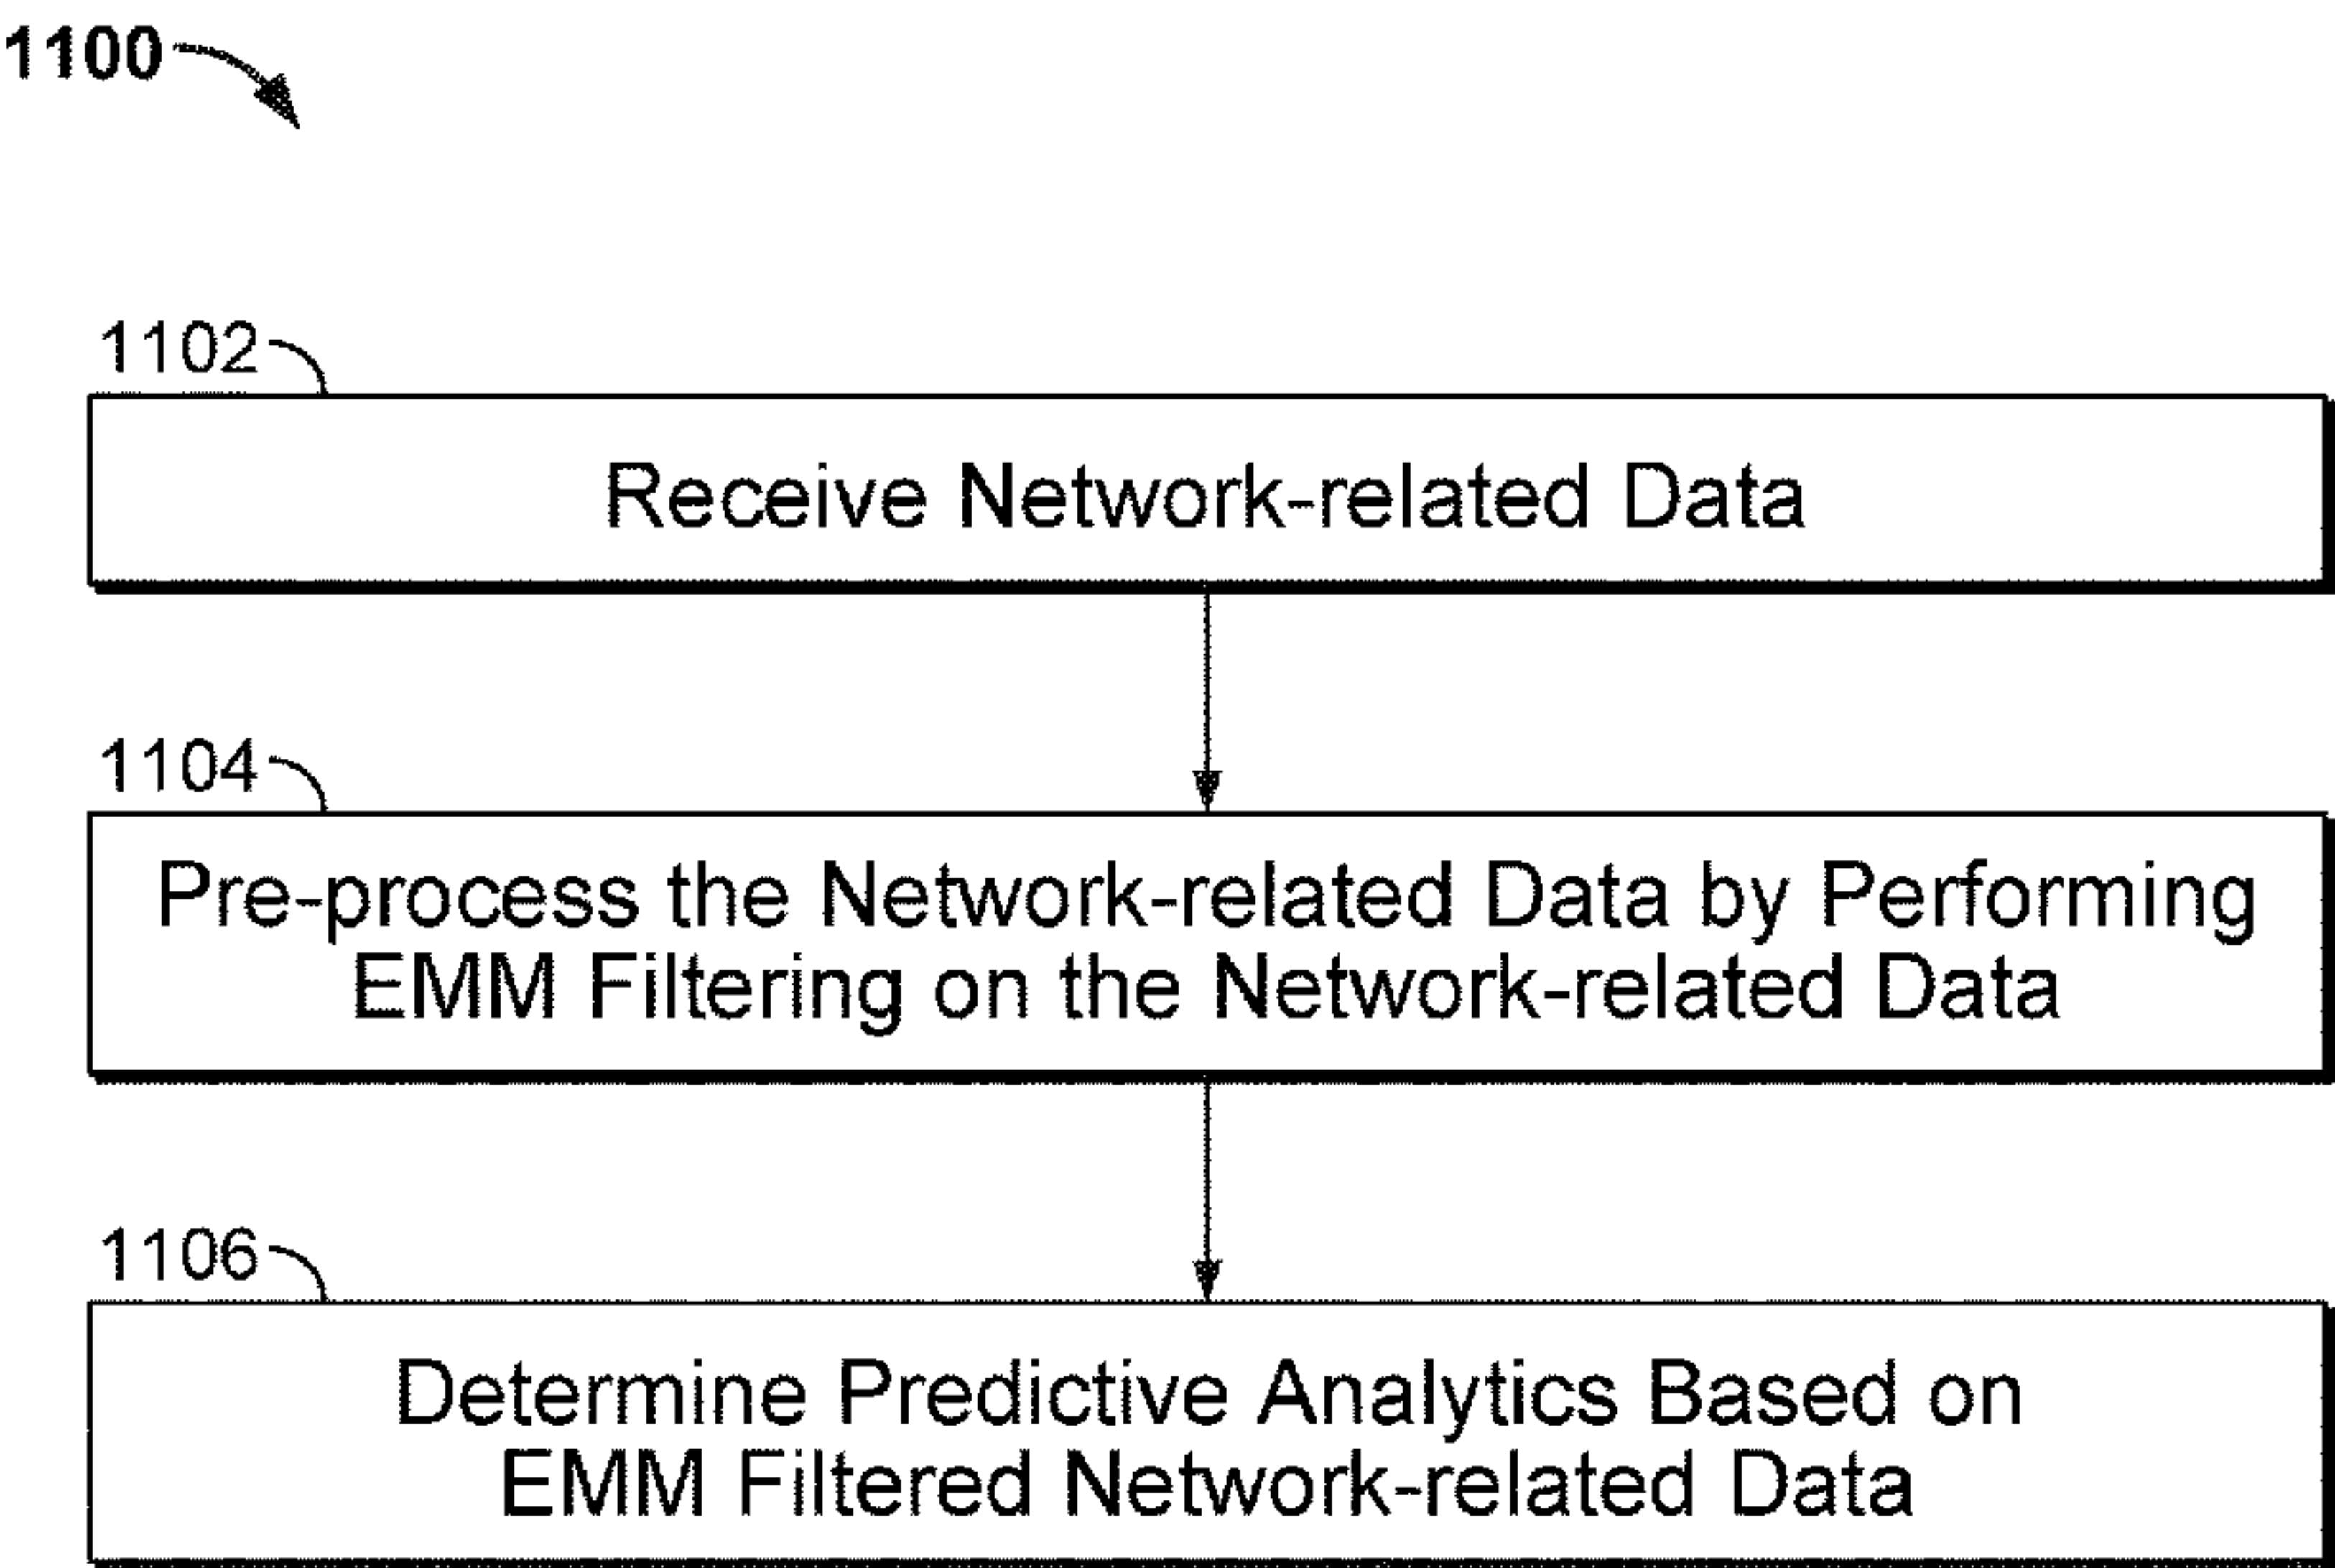 1100
1102
Receive Network-related Data
1104
Pre-process the Network-related Data by Performing
EMM Filtering on the Network-related Data
1106
Determine Predictive Analytics Based on
EMM Filtered Network-related Data